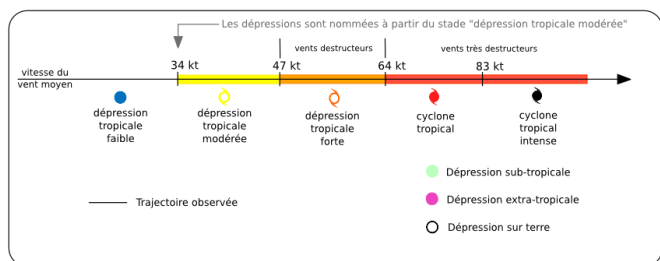 Les dépressions sont nommées à partir du stade "dépression tropicale modérée"
vents destructeurs
vents très destructeurs
34 kt
47 kt
64 kt
83 kt
vitesse du
vent moyen
dépression
tropicale
faible
dépression
tropicale
modérée
dépression
tropicale
forte
cyclone
tropical
cyclone
tropical
intense
Dépression sub-tropicale
Trajectoire observée
Dépression extra-tropicale
Dépression sur terre